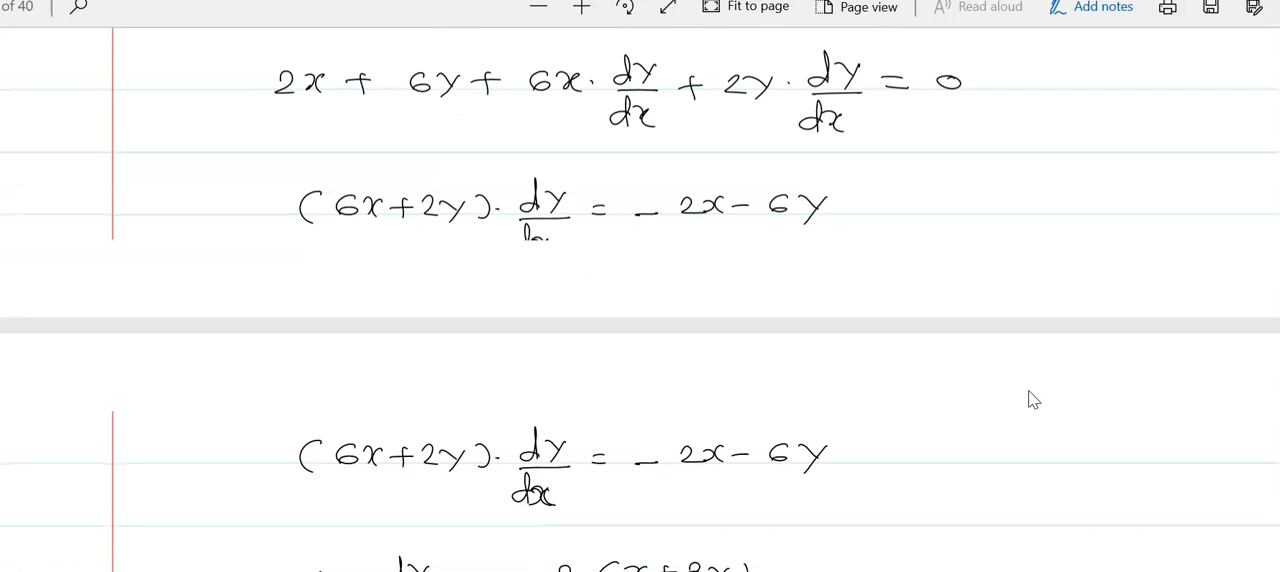 of 40 Fit to page Page view Read aloud Add notes
2x + 6y + 6x · dy/dx + 2y · dy/dx = 0
(6x+2y) · dy/dx = - 2x - 6y
(6x+2y) · dy/dx = - 2x - 6y